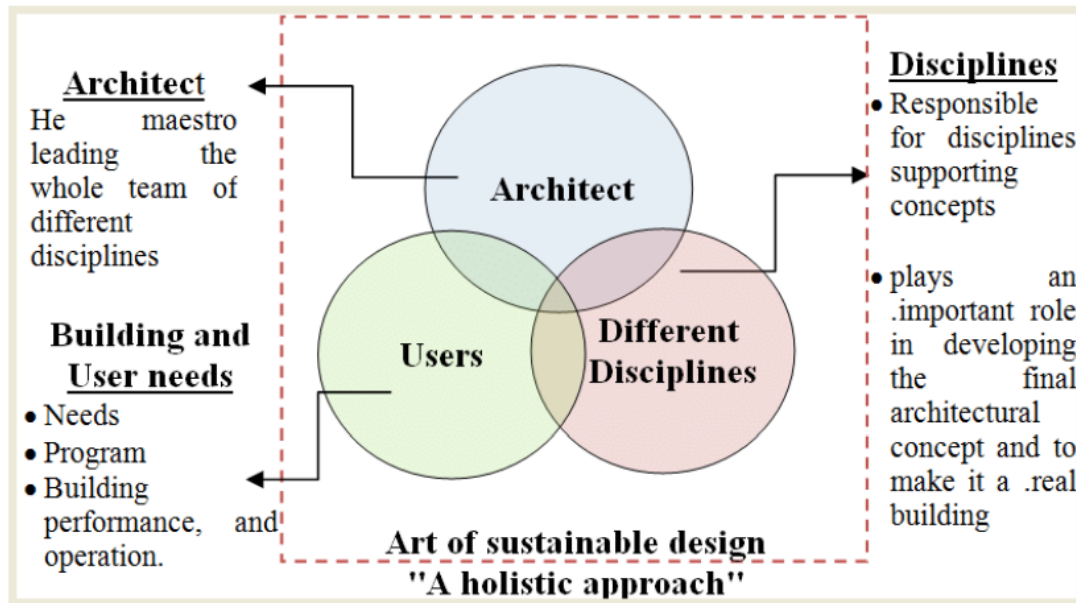 Architect
He maestro
leading the
whole team of
different
disciplines
Building and
User needs
• Needs
• Program
• Building
performance, and
operation.
Architect
Users
Different
Disciplines
Art of sustainable design
"A holistic approach"
Disciplines
• Responsible
for disciplines
supporting
concepts
• plays an
.important role
in developing
the final
architectural
concept and to
make it a .real
building